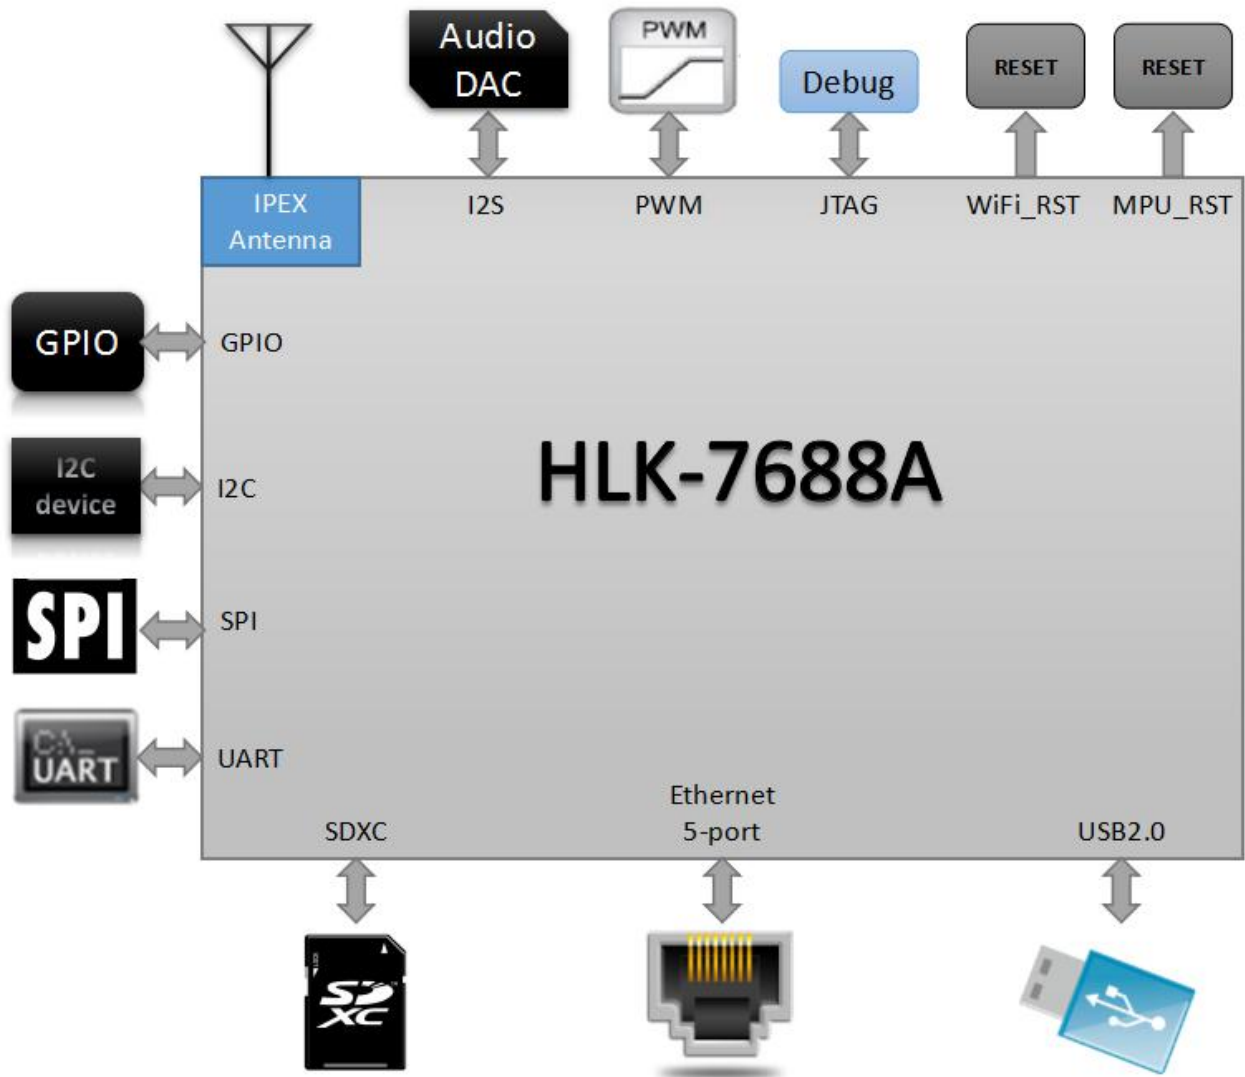 Audio
DAC
PWM
Debug
RESET
RESET
IPEX
Antenna
I2S
PWM
JTAG
WiFi_RST
MPU_RST
GPIO
GPIO
HLK-7688A
I2C
device
I2C
SPI
SPI
C:\_
UART
UART
Ethernet
5-port
SDXC
USB2.0
SD
XC